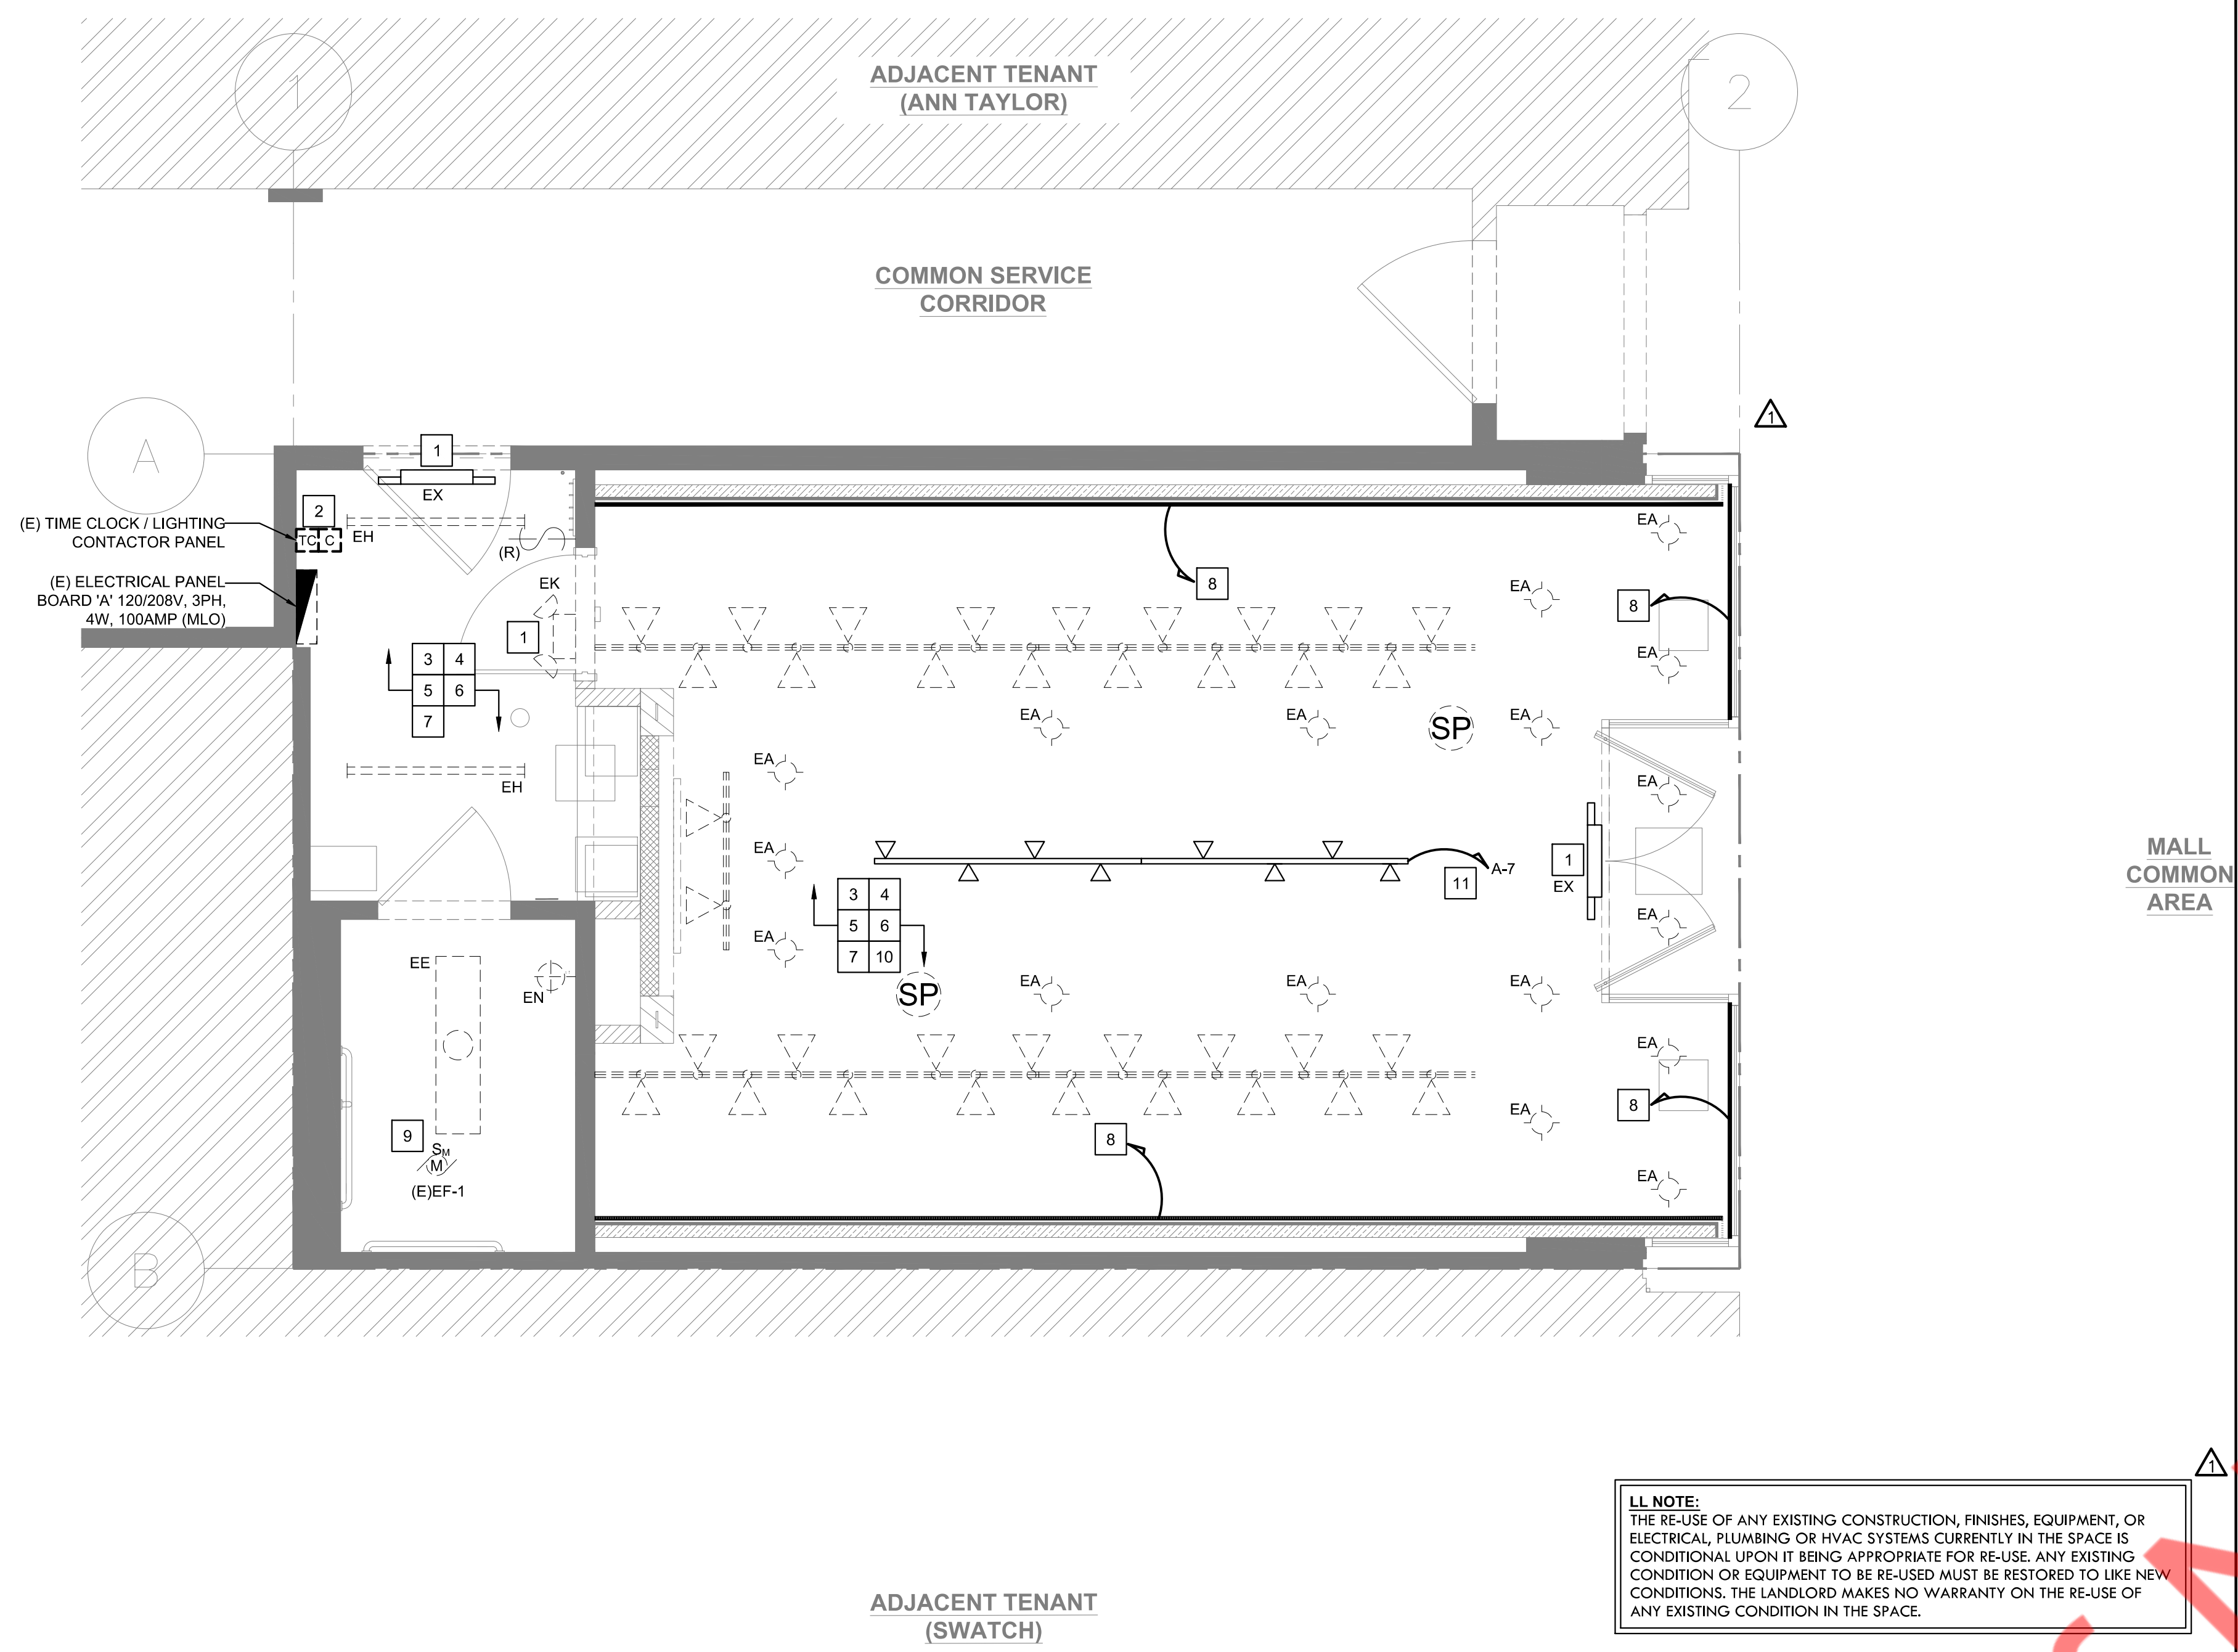 ADJACENT TENANT
(ANN TAYLOR)
1
2
COMMON SERVICE
CORRIDOR
1
A
1
EX
2
(E) TIME CLOCK / LIGHTING
CONTACTOR PANEL
TC C
EH
(R)
(E) ELECTRICAL PANEL
BOARD 'A' 120/208V, 3PH,
4W, 100AMP (MLO)
EK
1
3 4
5 6
7
EH
8
EA
EA
8
EA
EA
EA
EA
SP
EA
EA
EA
EA
A-7
11
1
EX
3 4
5 6
7 10
EA
EA
MALL
COMMON
AREA
EE
EN
SP
EA
EA
EA
EA
8
EA
9
SM
M
(E)EF-1
8
EA
B
1
LL NOTE:
THE RE-USE OF ANY EXISTING CONSTRUCTION, FINISHES, EQUIPMENT, OR
ELECTRICAL, PLUMBING OR HVAC SYSTEMS CURRENTLY IN THE SPACE IS
CONDITIONAL UPON IT BEING APPROPRIATE FOR RE-USE. ANY EXISTING
CONDITION OR EQUIPMENT TO BE RE-USED MUST BE RESTORED TO LIKE NEW
CONDITIONS. THE LANDLORD MAKES NO WARRANTY ON THE RE-USE OF
ANY EXISTING CONDITION IN THE SPACE.
ADJACENT TENANT
(SWATCH)